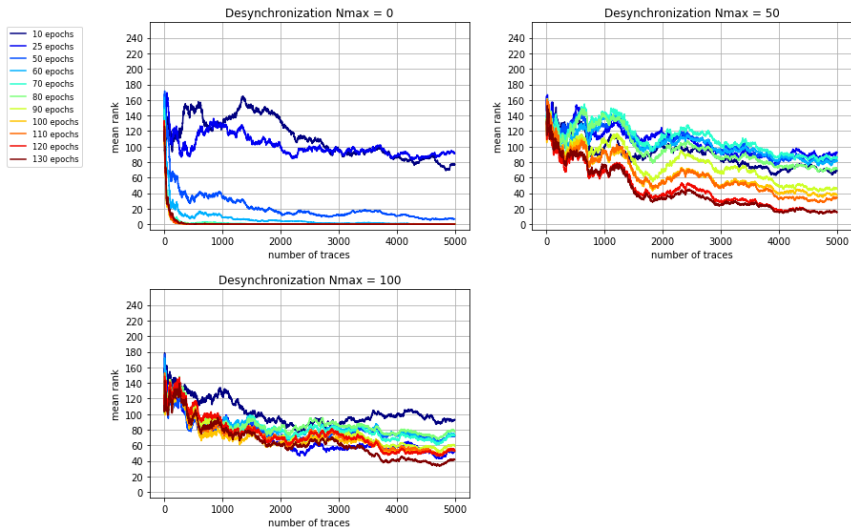 Desynchronization Nmax = 0
Desynchronization Nmax = 50
10 epochs
25 epochs
50 epochs
60 epochs
70 epochs
80 epochs
90 epochs
100 epochs
110 epochs
120 epochs
130 epochs
mean rank
240
220
200
180
160
140
120
100
80
60
40
20
0
0 1000 2000 3000 4000 5000
number of traces
mean rank
240
220
200
180
160
140
120
100
80
60
40
20
0
0 1000 2000 3000 4000 5000
number of traces
Desynchronization Nmax = 100
mean rank
240
220
200
180
160
140
120
100
80
60
40
20
0
0 1000 2000 3000 4000 5000
number of traces